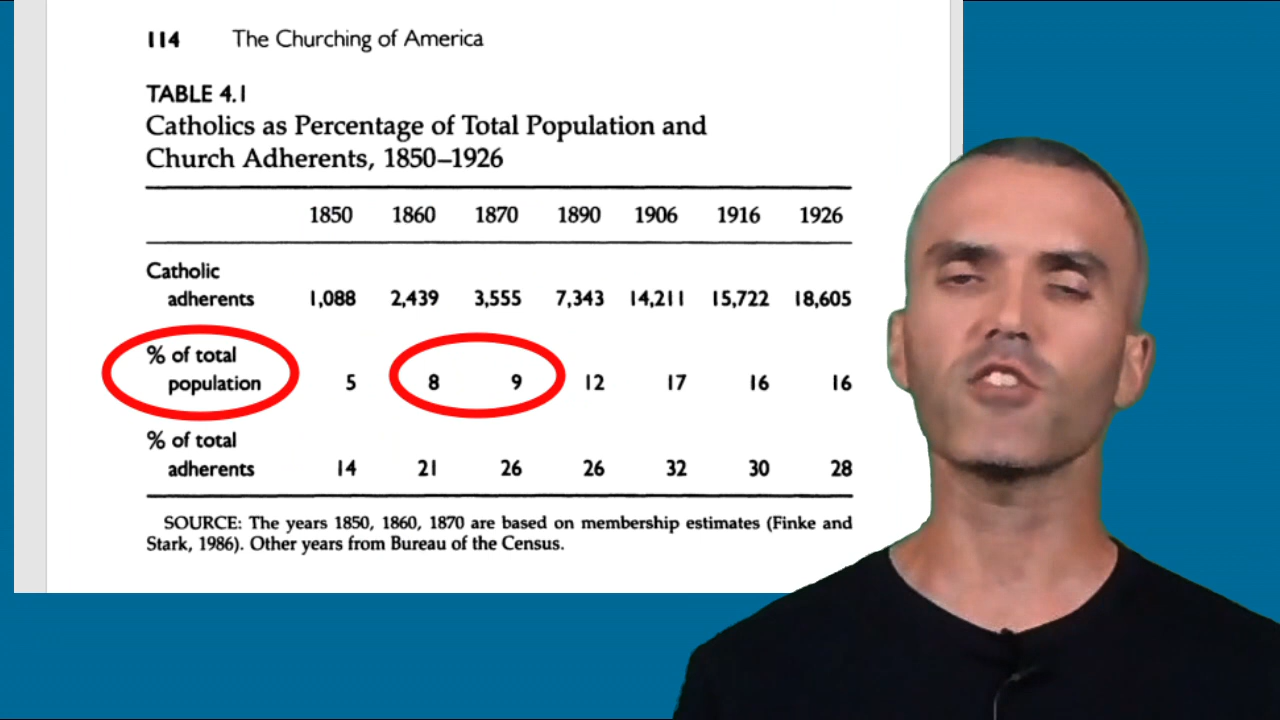 114 The Churching of America
TABLE 4.1
Catholics as Percentage of Total Population and
Church Adherents, 1850–1926
1850 1860 1870 1890 1906 1916 1926
Catholic
adherents 1,088 2,439 3,555 7,343 14,211 15,722 18,605
% of total
population 5 8 9 12 17 16 16
% of total
adherents 14 21 26 26 32 30 28
SOURCE: The years 1850, 1860, 1870 are based on membership estimates (Finke and
Stark, 1986). Other years from Bureau of the Census.